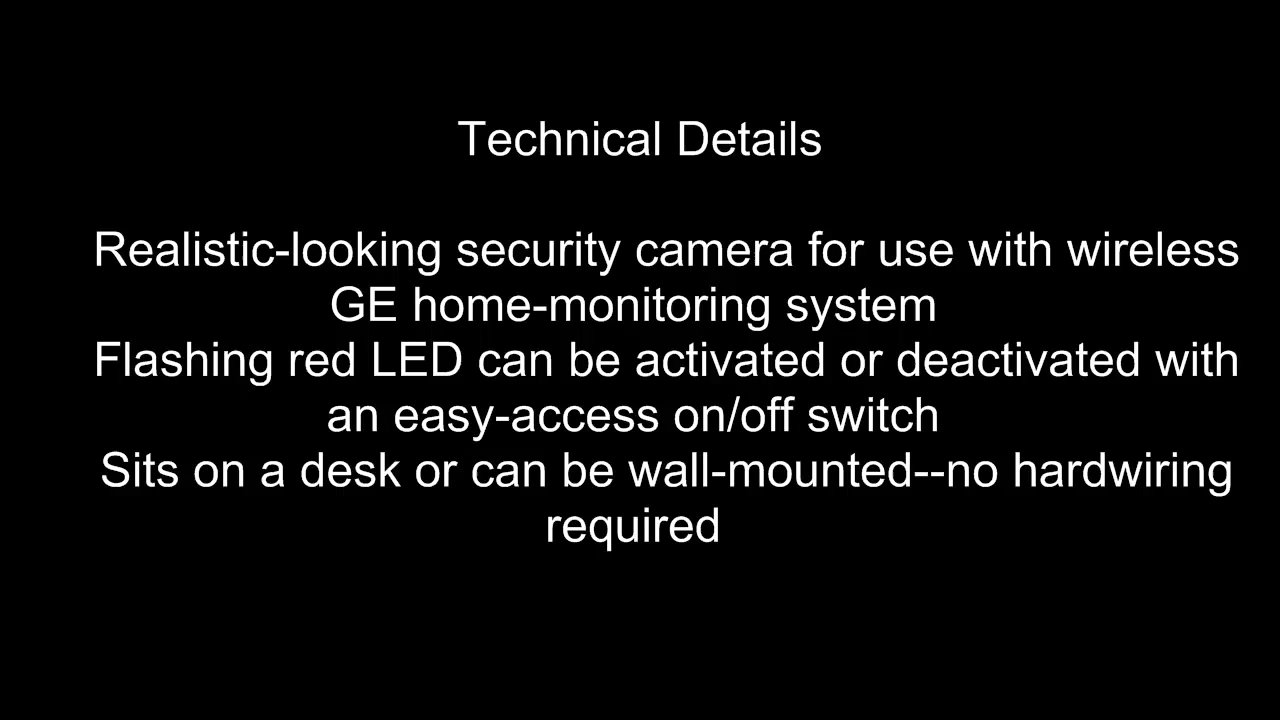 Technical Details
Realistic-looking security camera for use with wireless
GE home-monitoring system
Flashing red LED can be activated or deactivated with
an easy-access on/off switch
Sits on a desk or can be wall-mounted--no hardwiring
required